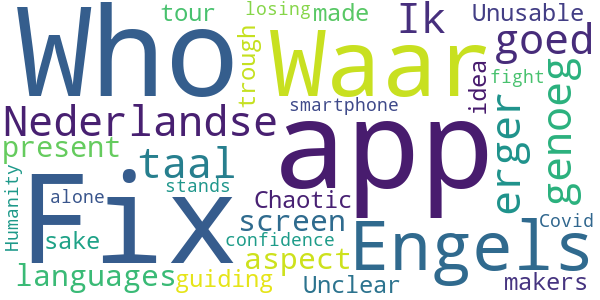 losing
tour
made
Ik
Unusable
Who
Waar
goed
trough
idea
fight
smartphone
genoeg
Nederlandse
app
erger
present
taal
Humanity
stands
alone
Fix
Chaotic
screen
Covid
sake
confidence
Engels
aspect
languages
guiding
Unclear
makers